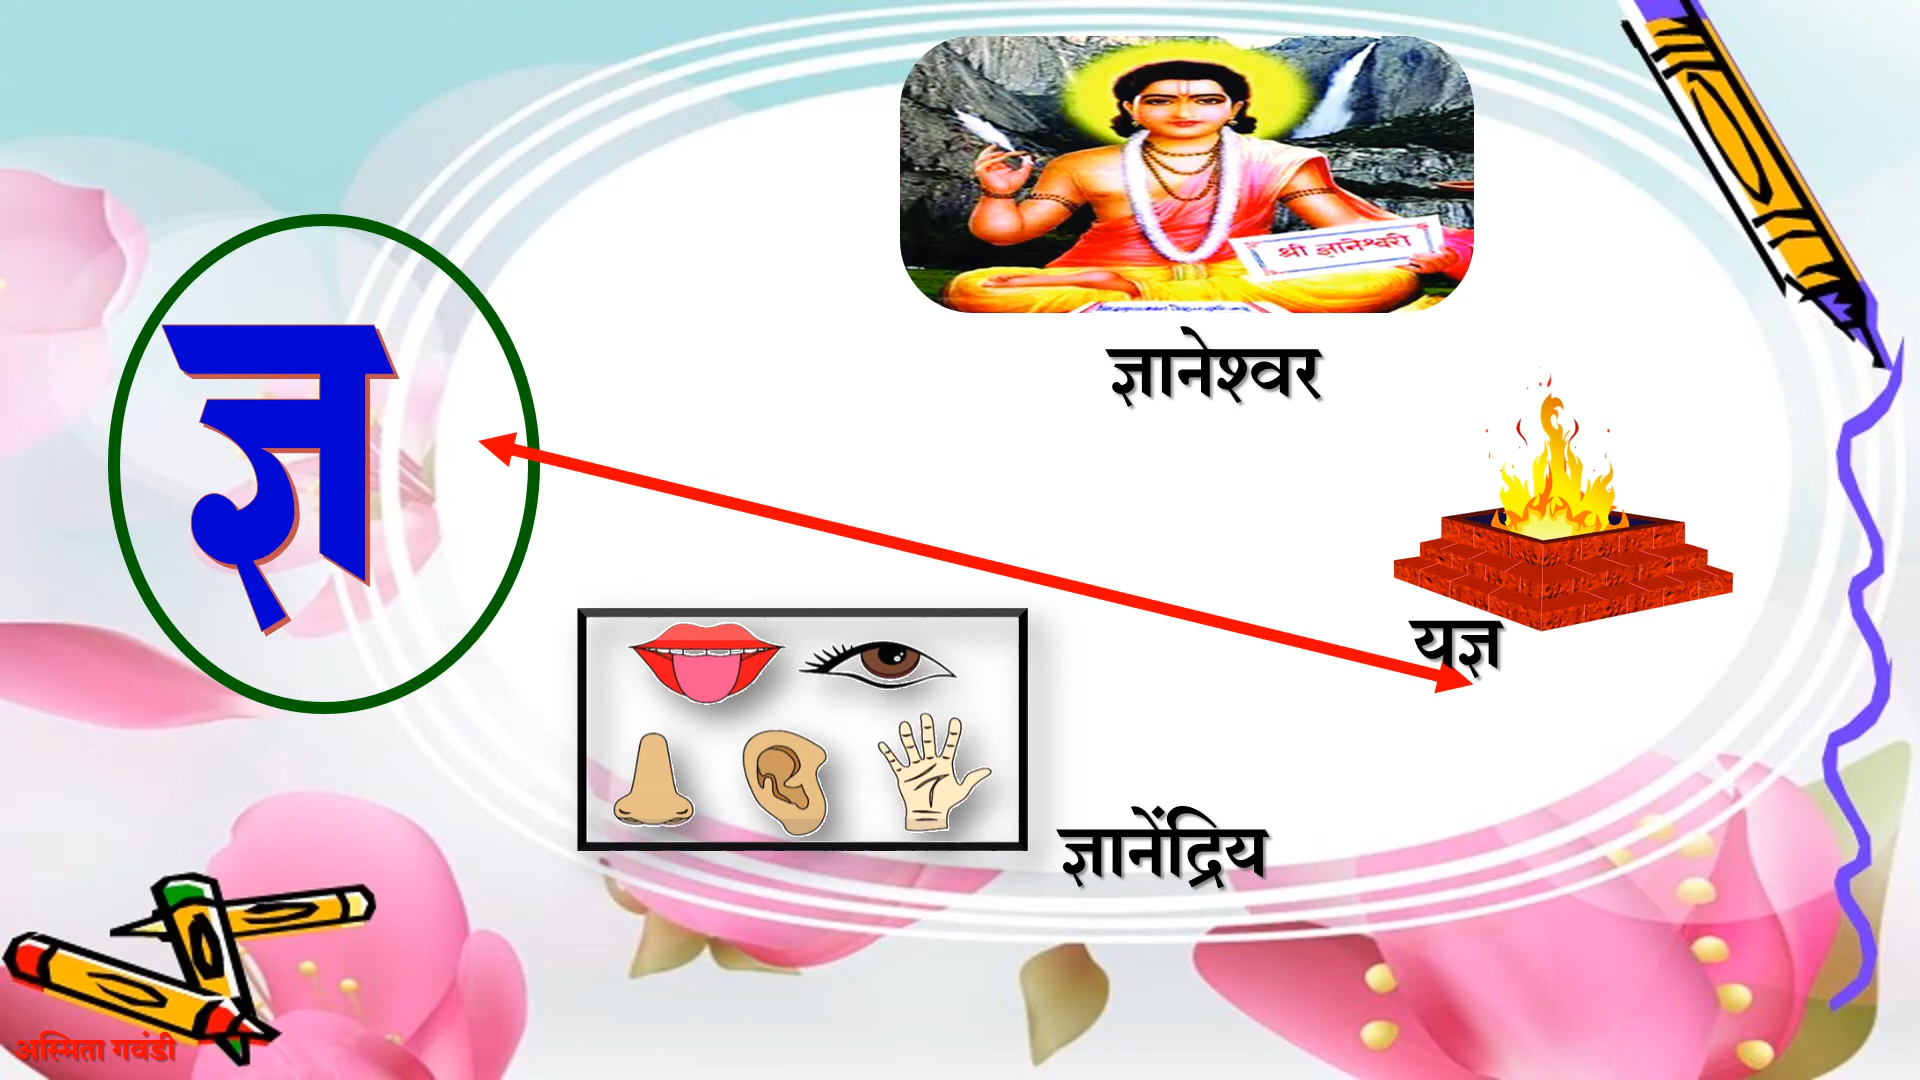 श्री ज्ञानेश्वरी
ज्ञानेश्वर
ज्ञ
यज्ञ
ज्ञानेंद्रिय
अस्मिता गवंडी